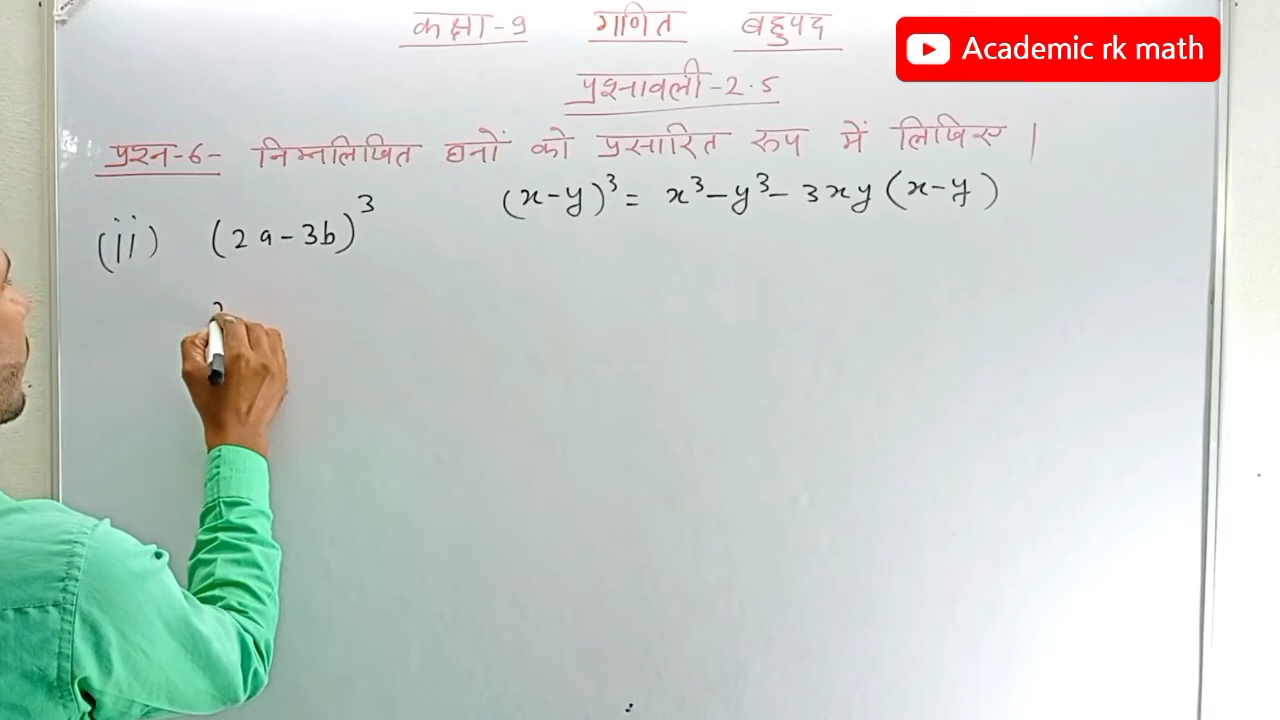 कक्षा-9 गणित बहुपद
Academic rk math
प्रश्नावली-2.5
प्रश्न-6- निम्नलिखित घनों को प्रसारित रूप में लिखिए।
(x-y)³= x³-y³-3xy(x-y)
(ii) (2a-3b)³